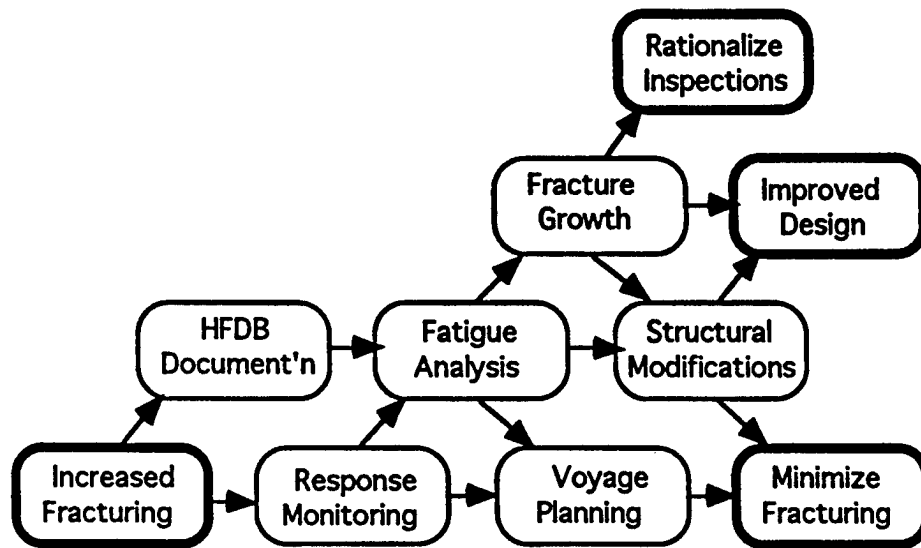 Rationalize
Inspections
Fracture
Growth
Improved
Design
HFDB
Document'n
Fatigue
Analysis
Structural
Modifications
Increased
Fracturing
Response
Monitoring
Voyage
Planning
Minimize
Fracturing